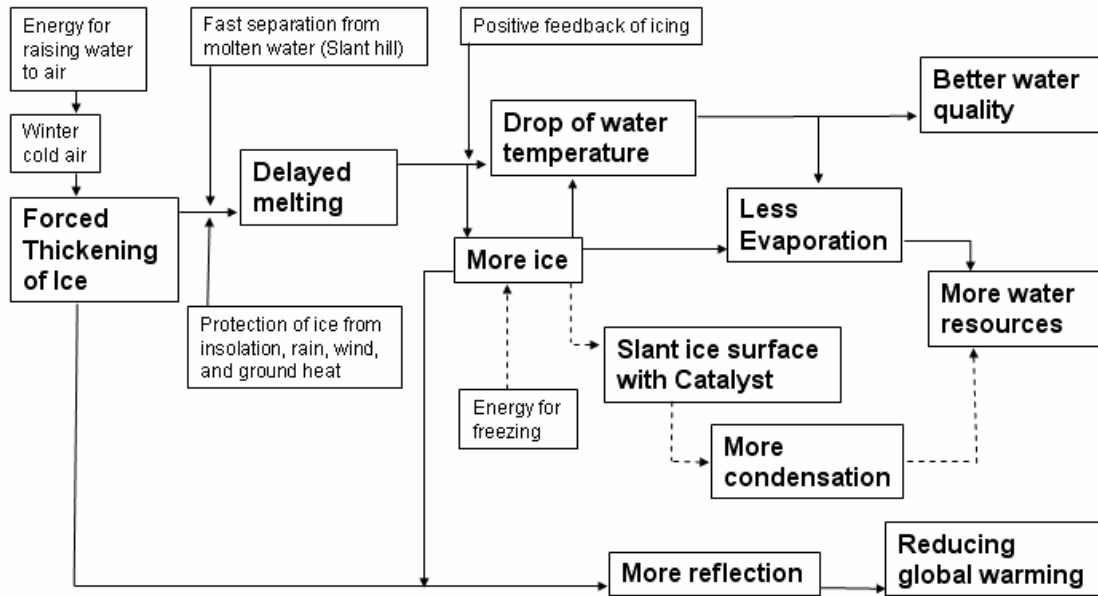 Energy for
raising water
to air
Fast separation from
molten water (Slant hill)
Positive feedback of icing
Better water
quality
Winter
cold air
Drop of water
temperature
Delayed
melting
Forced
Thickening
of Ice
Less
Evaporation
More ice
More water
resources
Protection of ice from
insolation, rain, wind,
and ground heat
Slant ice surface
with Catalyst
Energy for
freezing
More
condensation
More reflection
Reducing
global warming